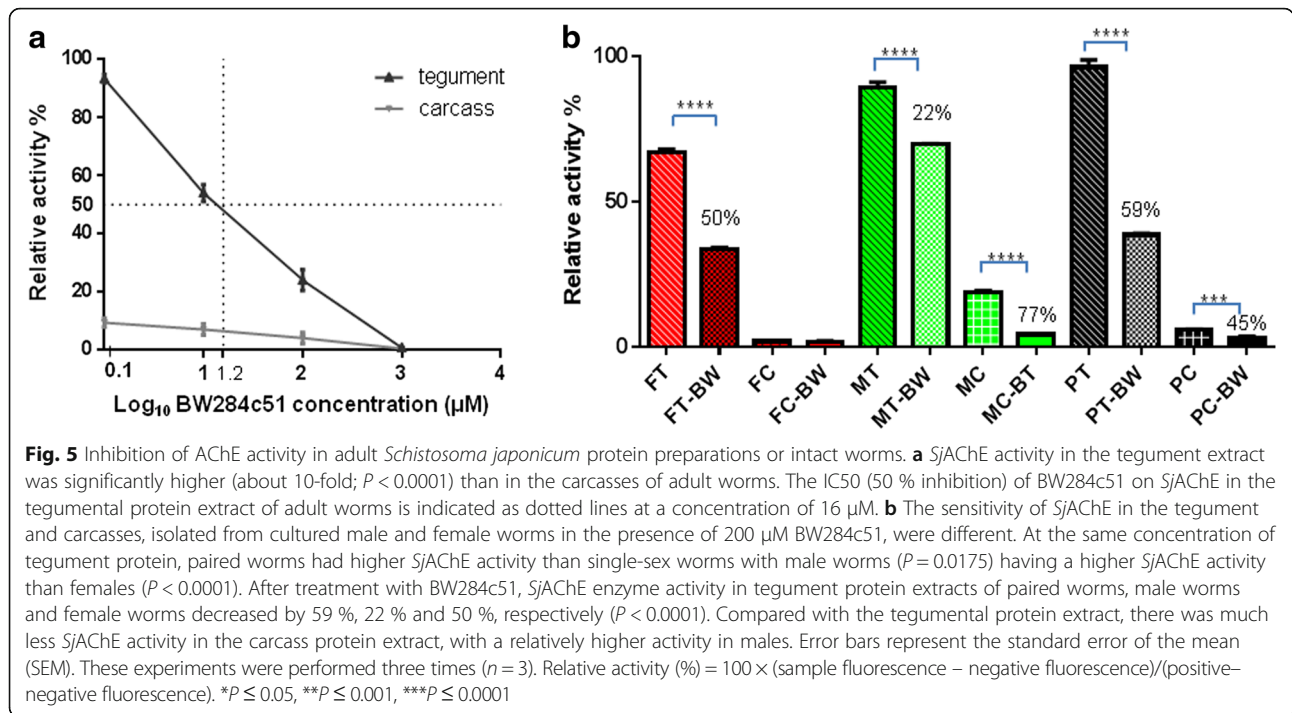 a
100
80
60
50
40
20
0
Relative activity %
tegument
carcass
0.1 1 1.2 2 3 4
Log₁₀ BW284c51 concentration (µM)
b
100
50
0
Relative activity %
****
50%
****
22%
****
77%
****
59%
***
45%
FT FT-BW FC FC-BW MT MT-BW MC MC-BT PT PT-BW PC PC-BW
Fig. 5 Inhibition of AChE activity in adult Schistosoma japonicum protein preparations or intact worms. a SjAChE activity in the tegument extract
was significantly higher (about 10-fold; P < 0.0001) than in the carcasses of adult worms. The IC50 (50 % inhibition) of BW284c51 on SjAChE in the
tegumental protein extract of adult worms is indicated as dotted lines at a concentration of 16 µM. b The sensitivity of SjAChE in the tegument
and carcasses, isolated from cultured male and female worms in the presence of 200 µM BW284c51, were different. At the same concentration of
tegument protein, paired worms had higher SjAChE activity than single-sex worms with male worms (P = 0.0175) having a higher SjAChE activity
than females (P < 0.0001). After treatment with BW284c51, SjAChE enzyme activity in tegument protein extracts of paired worms, male worms
and female worms decreased by 59 %, 22 % and 50 %, respectively (P < 0.0001). Compared with the tegumental protein extract, there was much
less SjAChE activity in the carcass protein extract, with a relatively higher activity in males. Error bars represent the standard error of the mean
(SEM). These experiments were performed three times (n = 3). Relative activity (%) = 100 × (sample fluorescence – negative fluorescence)/(positive–
negative fluorescence). *P ≤ 0.05, **P ≤ 0.001, ***P ≤ 0.0001